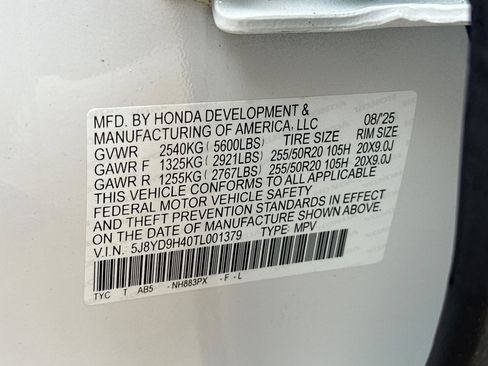 MFD. BY HONDA DEVELOPMENT &
MANUFACTURING OF AMERICA, LLC 08/'25
GVWR 2540KG (5600LBS) TIRE SIZE RIM SIZE
GAWR F 1325KG (2921LBS) 255/50R20 105H 20X9.0J
GAWR R 1255KG (2767LBS) 255/50R20 105H 20X9.0J
THIS VEHICLE CONFORMS TO ALL APPLICABLE
FEDERAL MOTOR VEHICLE SAFETY
AND THEFT PREVENTION STANDARDS IN EFFECT
ON THE DATE OF MANUFACTURE SHOWN ABOVE.
V.I.N. 5J8YD9H40TL001379 TYPE: MPV
TYC T AB5 -NH883PX -F-L